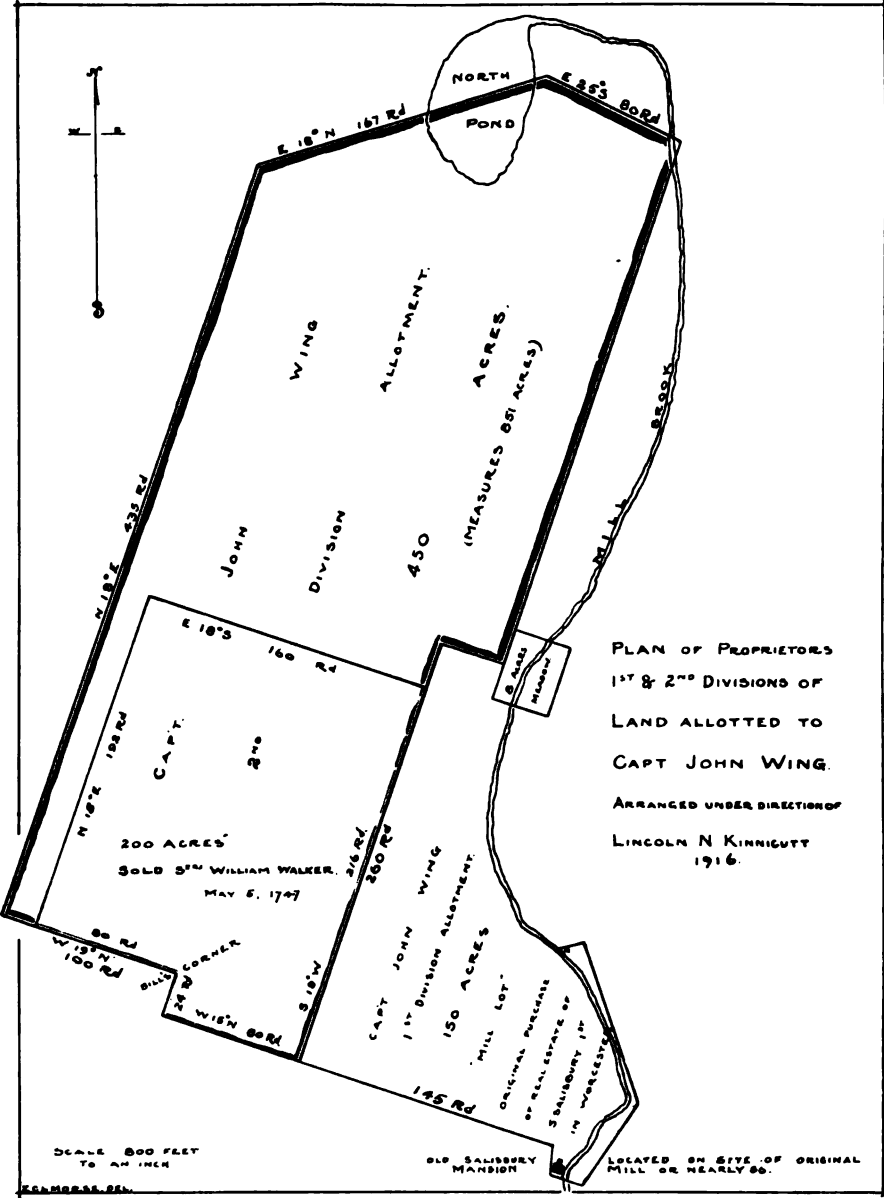 N
W E
S
NORTH
POND
E 18° N 167 Rd
E 25° S 80 Rd
JOHN WING
DIVISION ALLOTMENT.
450 ACRES.
(MEASURES 851 ACRES)
N 18° E 435 Rd
MILL BROOK
E 18° S 160 Rd
N 18° E 192 Rd
CAPT.
2ND
200 ACRES
SOLD WILLIAM WALKER.
MAY 5, 1747
216 Rd.
260 Rd
S 18° W
80 Rd
W 19° N.
100 Rd
BILL'S CORNER
24 Rd
W 18° N 80 Rd
145 Rd
ACRES
MEADOW
CAPT JOHN WING
1ST DIVISION ALLOTMENT.
150 ACRES
"MILL LOT"
ORIGINAL PURCHASE
OF REAL ESTATE OF
S SALISBURY 1ST
IN WORCESTER
PLAN OF PROPRIETORS
1ST & 2ND DIVISIONS OF
LAND ALLOTTED TO
CAPT JOHN WING.
ARRANGED UNDER DIRECTION OF
LINCOLN N KINNICUTT
1916.
SCALE 800 FEET
TO AN INCH
OLD SALISBURY
MANSION
LOCATED ON SITE OF ORIGINAL
MILL OR NEARLY SO.